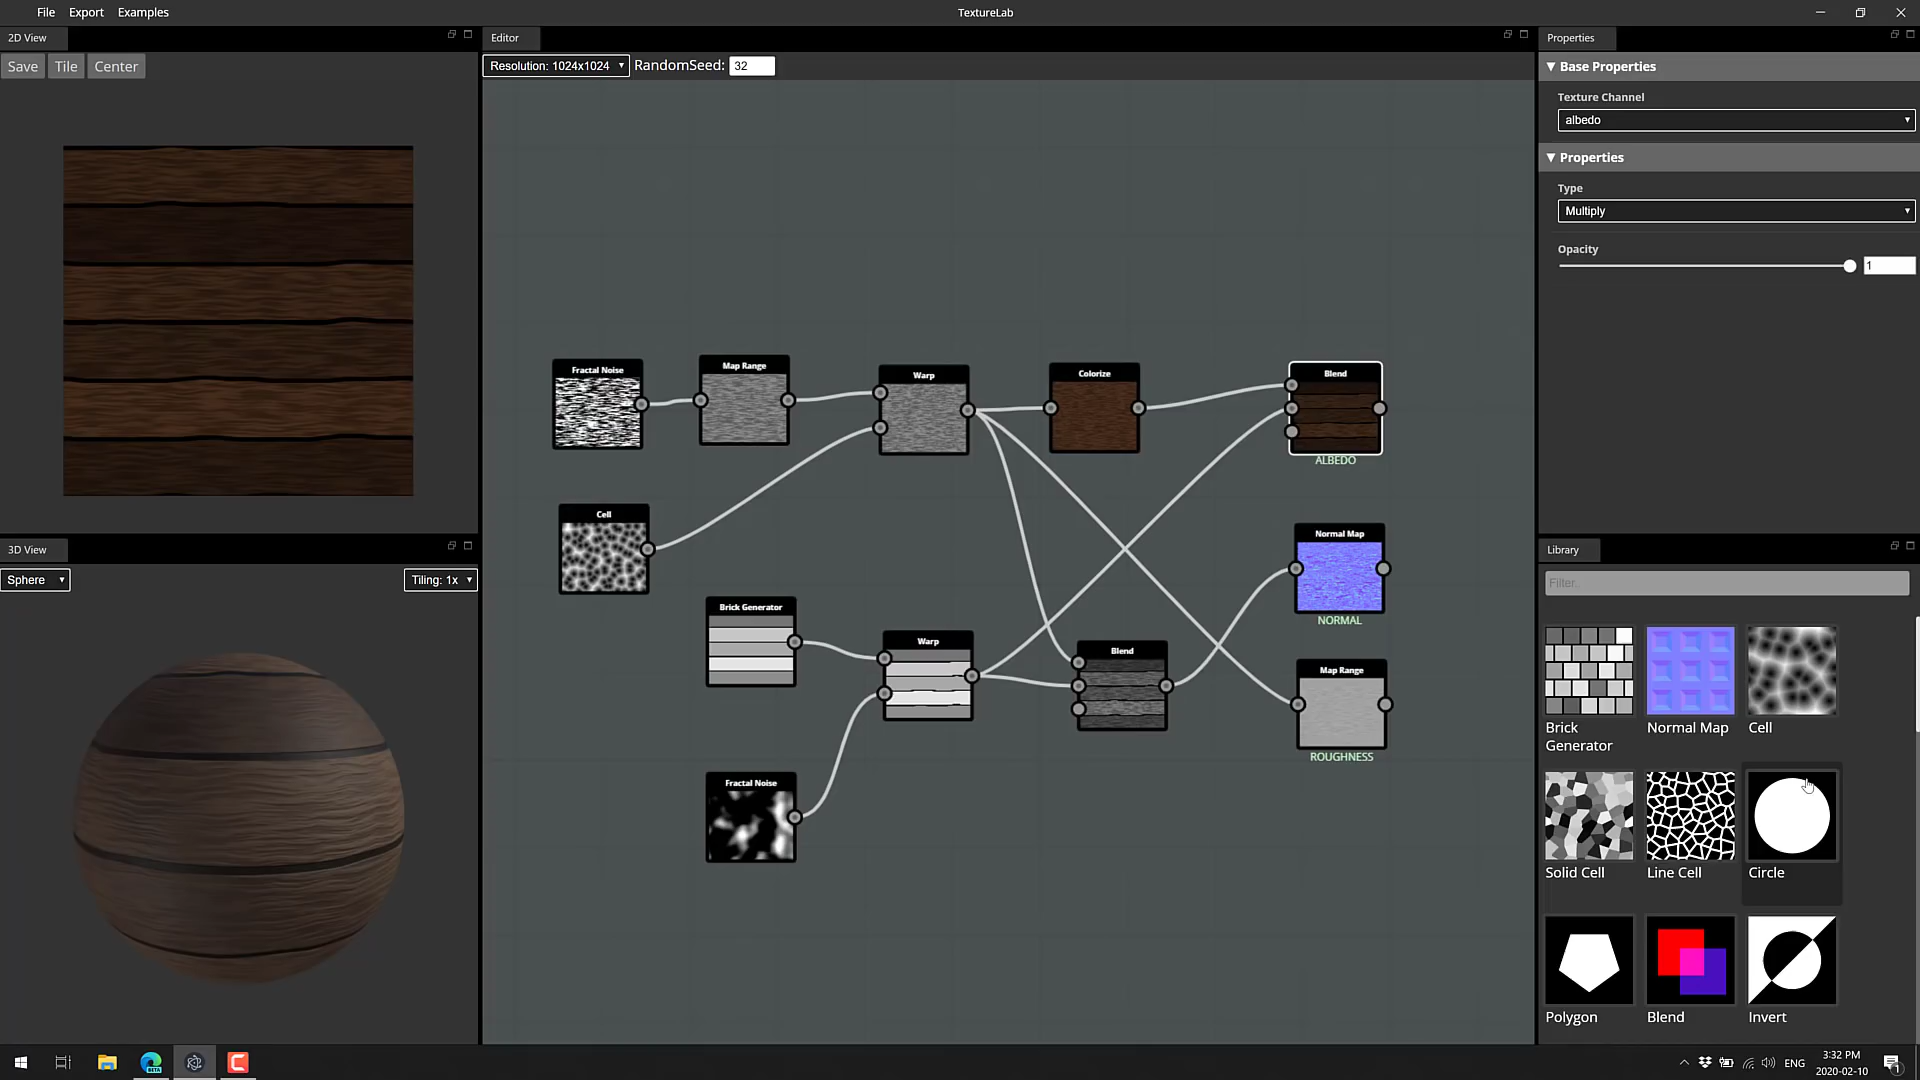 File Export Examples
TextureLab
2D View
Save Tile Center
Editor
Resolution: 1024x1024 RandomSeed: 32
Properties
Base Properties
Texture Channel
albedo
Properties
Type
Multiply
Opacity
1
Fractal Noise
Map Range
Warp
Colorize
Blend
ALBEDO
Cell
Normal Map
NORMAL
Brick Generator
Warp
Blend
Map Range
ROUGHNESS
Fractal Noise
3D View
Sphere
Tiling: 1x
Library
Filter..
Brick
Generator
Normal Map
Cell
Solid Cell
Line Cell
Circle
Polygon
Blend
Invert
BETA
ENG
3:32 PM
2020-02-10
1